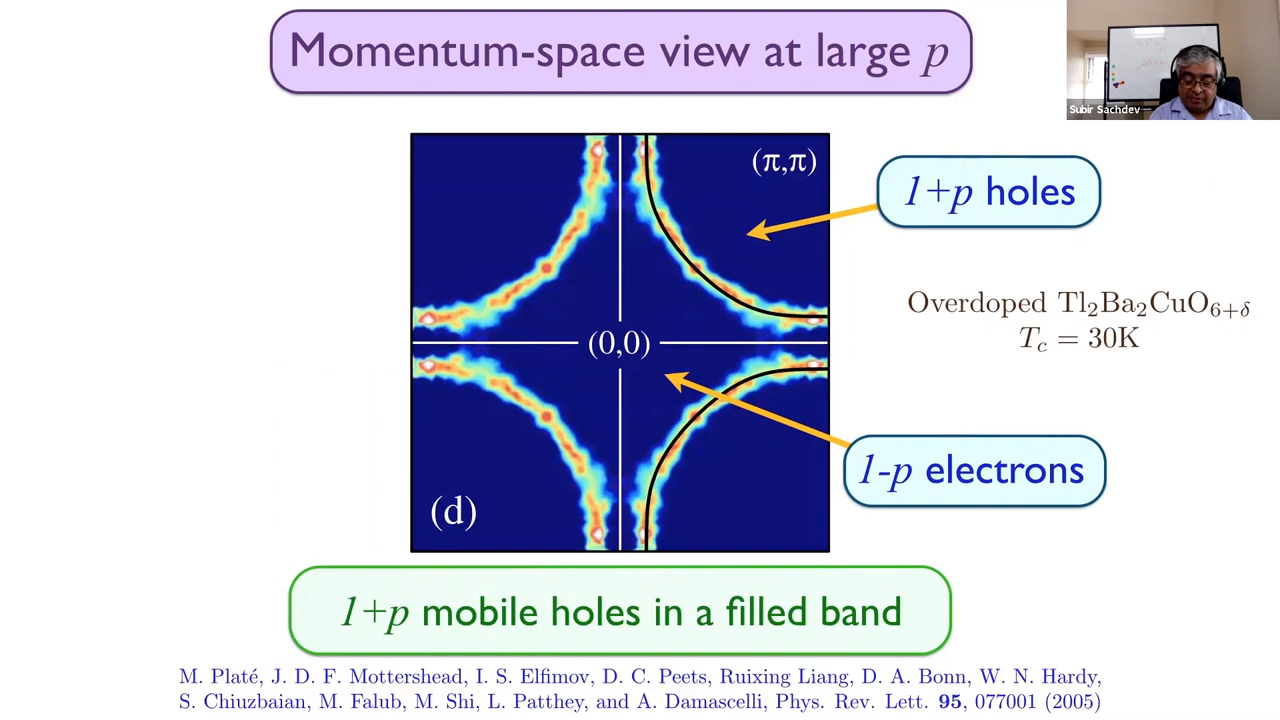 Momentum-space view at large p
Subir Sachdev
(π,π)
1+p holes
Overdoped Tl₂Ba₂CuO₆₊δ
T꜀ = 30K
(0,0)
1-p electrons
(d)
1+p mobile holes in a filled band
M. Platé, J. D. F. Mottershead, I. S. Elfimov, D. C. Peets, Ruixing Liang, D. A. Bonn, W. N. Hardy,
S. Chiuzbaian, M. Falub, M. Shi, L. Patthey, and A. Damascelli, Phys. Rev. Lett. 95, 077001 (2005)